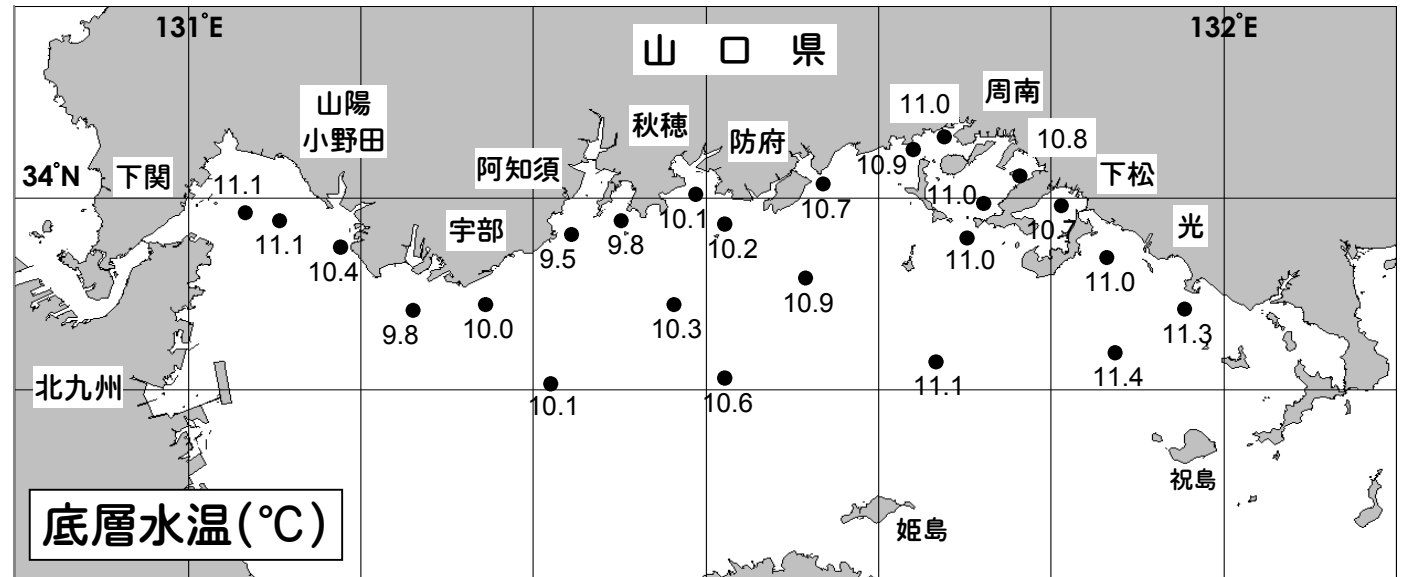 131°E
132°E
山 口 県
周南
11.0
山陽
小野田
秋穂
防府
10.8
10.9
34°N
下関
阿知須
下松
11.1
11.0
10.7
10.1
11.1
宇部
9.5
9.8
10.2
10.7
光
10.4
11.0
11.0
10.9
9.8
10.0
10.3
11.3
北九州
10.1
10.6
11.1
11.4
祝島
底層水温(℃)
姫島